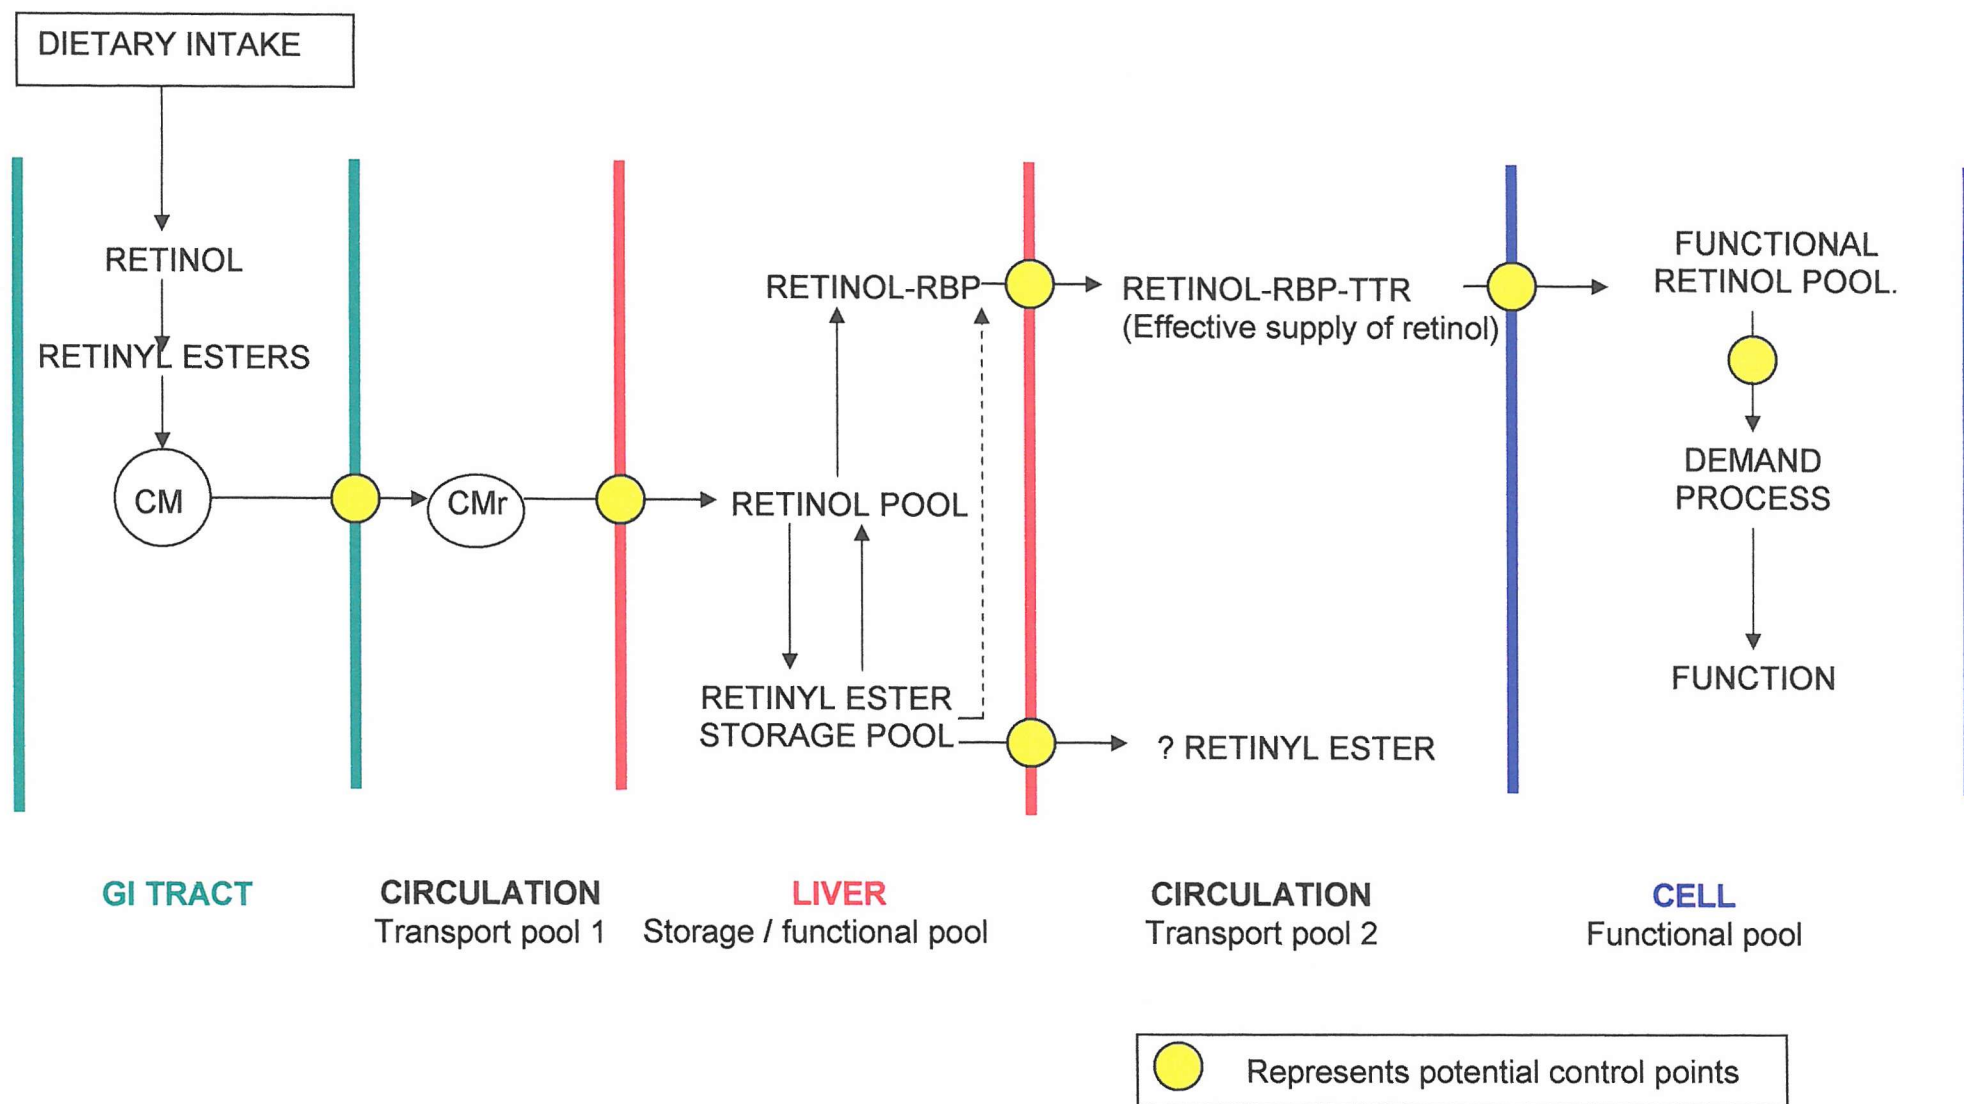 DIETARY INTAKE
RETINOL
RETINYL ESTERS
CM
CMr
RETINOL-RBP
RETINOL POOL
RETINYL ESTER
STORAGE POOL
RETINOL-RBP-TTR
(Effective supply of retinol)
? RETINYL ESTER
FUNCTIONAL
RETINOL POOL.
DEMAND
PROCESS
FUNCTION
GI TRACT
CIRCULATION
Transport pool 1
LIVER
Storage / functional pool
CIRCULATION
Transport pool 2
CELL
Functional pool
Represents potential control points